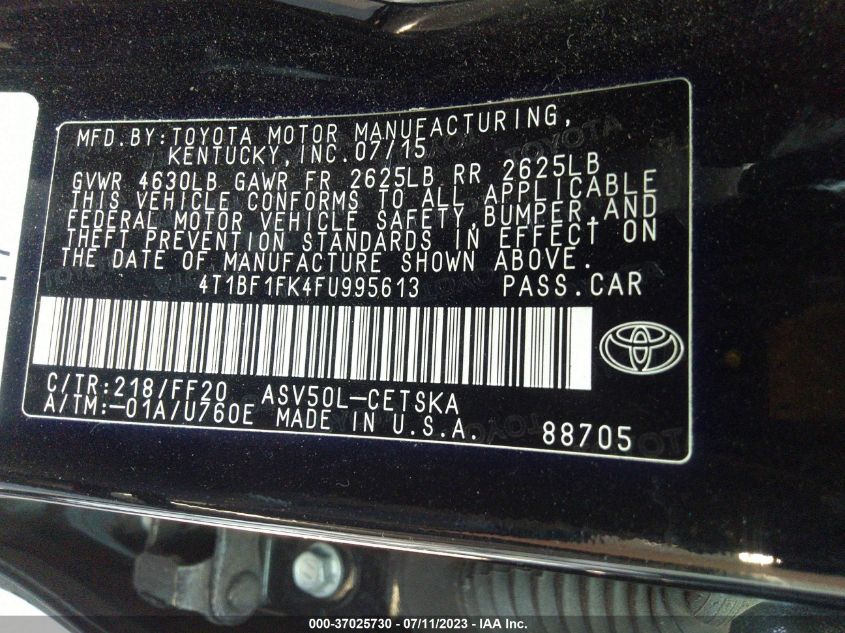 MFD.BY:TOYOTA MOTOR MANUFACTURING,
KENTUCKY,INC.07/15
GVWR 4630LB GAWR FR 2625LB RR 2625LB
THIS VEHICLE CONFORMS TO ALL APPLICABLE
FEDERAL MOTOR VEHICLE SAFETY,BUMPER,AND
THEFT PREVENTION STANDARDS IN EFFECT ON
THE DATE OF MANUFACTURE SHOWN ABOVE.
4T1BF1FK4FU995613 PASS.CAR
C/TR:218/FF20 ASV50L-CETSKA
A/TM:-01A/U760E MADE IN U.S.A. 88705
000-37025730 - 07/11/2023 - IAA Inc.